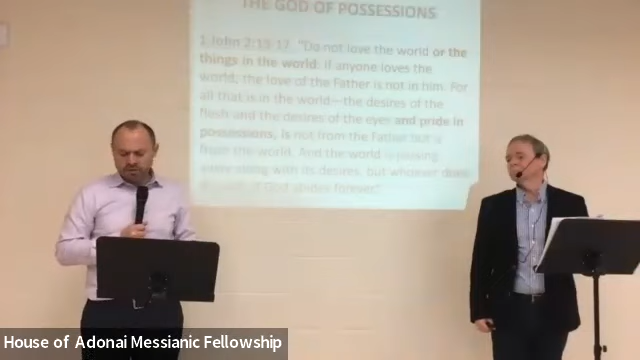 THE GOD OF POSSESSIONS
1 John 2:15-17. "Do not love the world or the
things in the world. If anyone loves the
world, the love of the Father is not in him. For
all that is in the world—the desires of the
flesh and the desires of the eyes and pride in
possessions, is not from the Father but is
from the world. And the world is passing
away along with its desires, but whoever does
God abides forever."
House of Adonai Messianic Fellowship